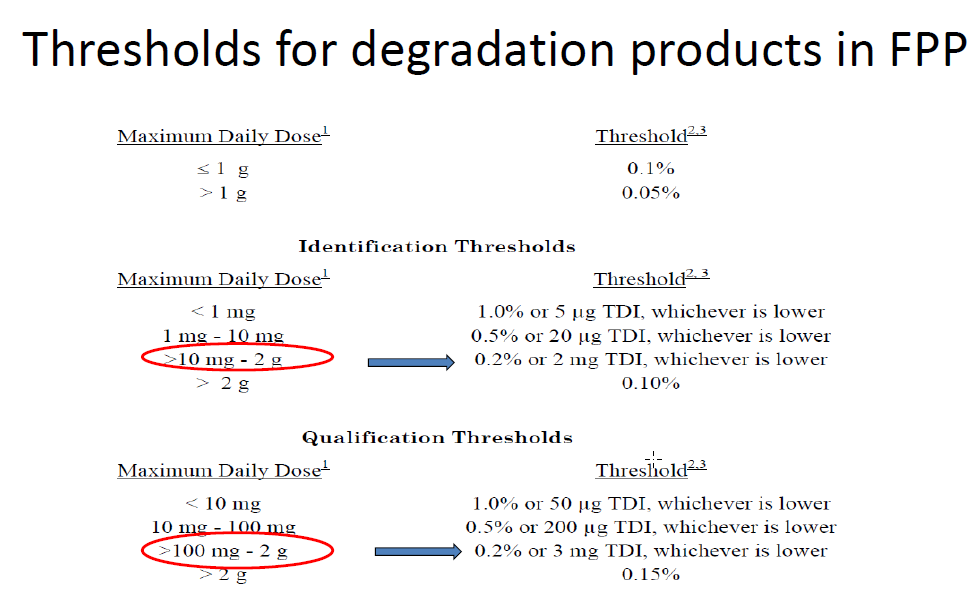 Thresholds for degradation products in FPP
Maximum Daily Dose1 Threshold2,3
≤ 1 g 0.1%
> 1 g 0.05%
Identification Thresholds
Maximum Daily Dose1 Threshold2, 3
< 1 mg 1.0% or 5 µg TDI, whichever is lower
1 mg - 10 mg 0.5% or 20 µg TDI, whichever is lower
>10 mg - 2 g 0.2% or 2 mg TDI, whichever is lower
> 2 g 0.10%
Qualification Thresholds
Maximum Daily Dose1 Threshold2,3
< 10 mg 1.0% or 50 µg TDI, whichever is lower
10 mg - 100 mg 0.5% or 200 µg TDI, whichever is lower
>100 mg - 2 g 0.2% or 3 mg TDI, whichever is lower
> 2 g 0.15%